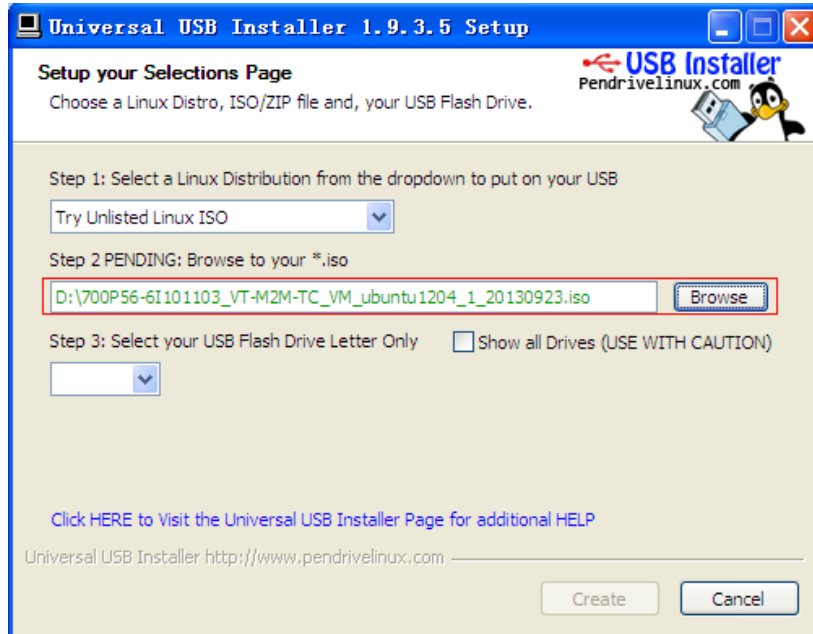 Universal USB Installer 1.9.3.5 Setup
Setup your Selections Page
Choose a Linux Distro, ISO/ZIP file and, your USB Flash Drive.
USB Installer
Pendrivelinux.com
Step 1: Select a Linux Distribution from the dropdown to put on your USB
Try Unlisted Linux ISO
Step 2 PENDING: Browse to your *.iso
D:\700P56-6I101103_VT-M2M-TC_VM_ubuntu1204_1_20130923.iso
Browse
Step 3: Select your USB Flash Drive Letter Only
Show all Drives (USE WITH CAUTION)
Click HERE to Visit the Universal USB Installer Page for additional HELP
Universal USB Installer http://www.pendrivelinux.com
Create
Cancel